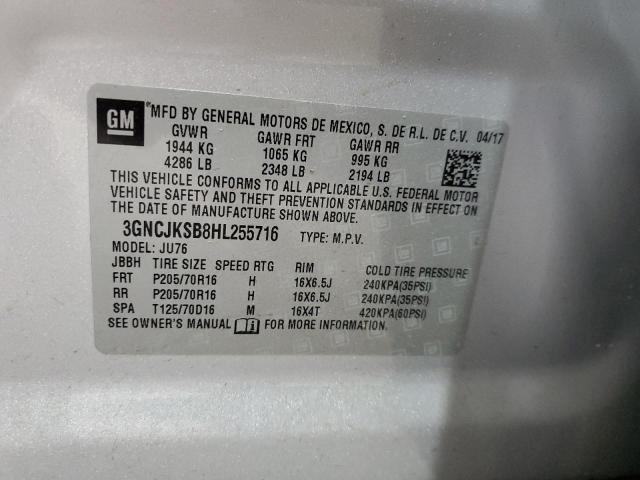 GM
*MFD BY GENERAL MOTORS DE MEXICO, S. DE R.L. DE C.V. 04/17
GVWR GAWR FRT GAWR RR
1944 KG 1065 KG 995 KG
4286 LB 2348 LB 2194 LB
THIS VEHICLE CONFORMS TO ALL APPLICABLE U.S. FEDERAL MOTOR
VEHICLE SAFETY AND THEFT PREVENTION STANDARDS IN EFFECT ON
THE DATE OF MANUFACTURE SHOWN ABOVE.
3GNCJKSB8HL255716 TYPE: M.P.V.
MODEL: JU76
JBBH TIRE SIZE SPEED RTG RIM COLD TIRE PRESSURE
FRT P205/70R16 H 16X6.5J 240KPA(35PSI)
RR P205/70R16 H 16X6.5J 240KPA(35PSI)
SPA T125/70D16 M 16X4T 420KPA(60PSI)
SEE OWNER'S MANUAL FOR MORE INFORMATION.